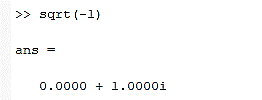 >> sqrt(-1)
ans =
0.0000 + 1.0000i